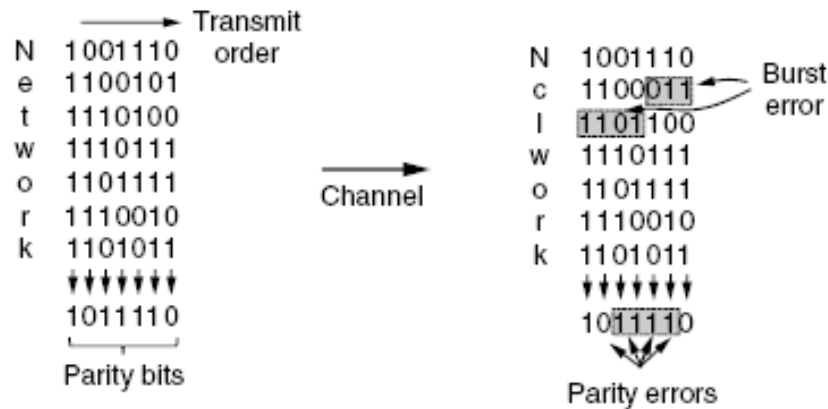 Transmit
order
N 1001110
e 1100101
t 1110100
w 1110111
o 1101111
r 1110010
k 1101011
1011110
Parity bits
Channel
N 1001110
c 1100011
l 1101100
w 1110111
o 1101111
r 1110010
k 1101011
1011110
Burst
error
Parity errors